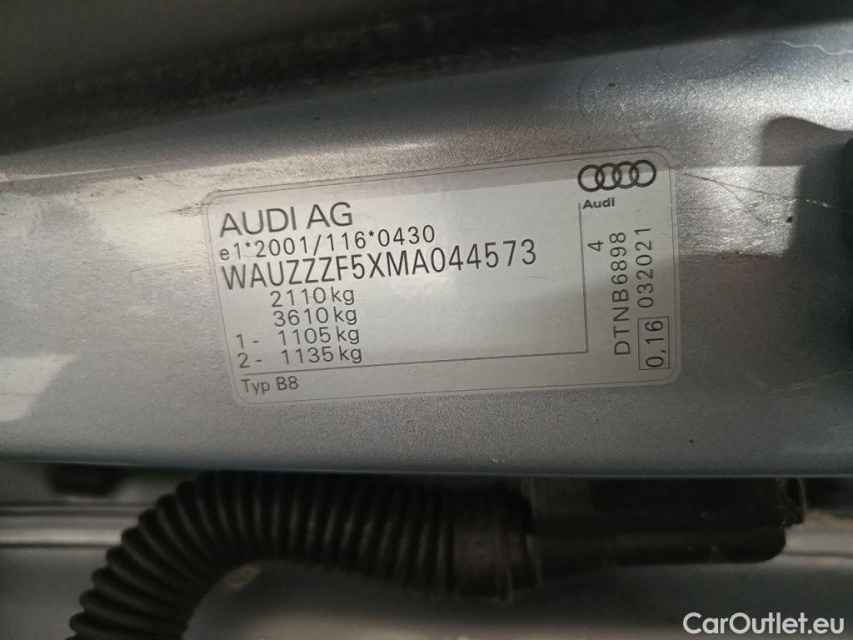 AUDI AG
e1*2001/116*0430
WAUZZZF5XMA044573
2110 kg
3610 kg
1 - 1105 kg
2 - 1135 kg
Typ B8
Audi
4
DTNB6898
032021
0,16
CarOutlet.eu